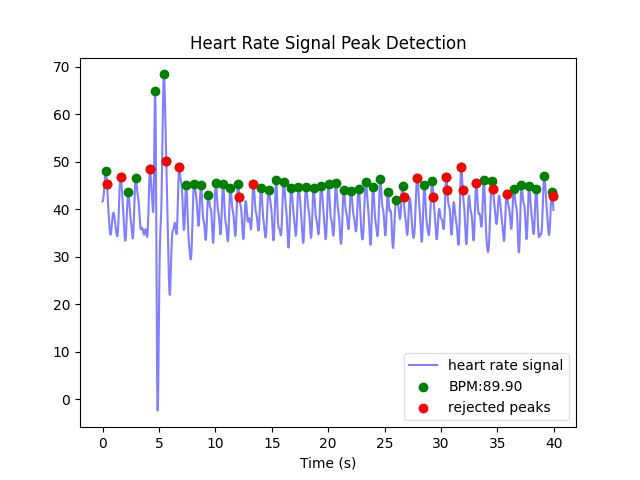 Heart Rate Signal Peak Detection
70
60
50
40
30
20
10
0
heart rate signal
BPM:89.90
rejected peaks
0 5 10 15 20 25 30 35 40
Time (s)